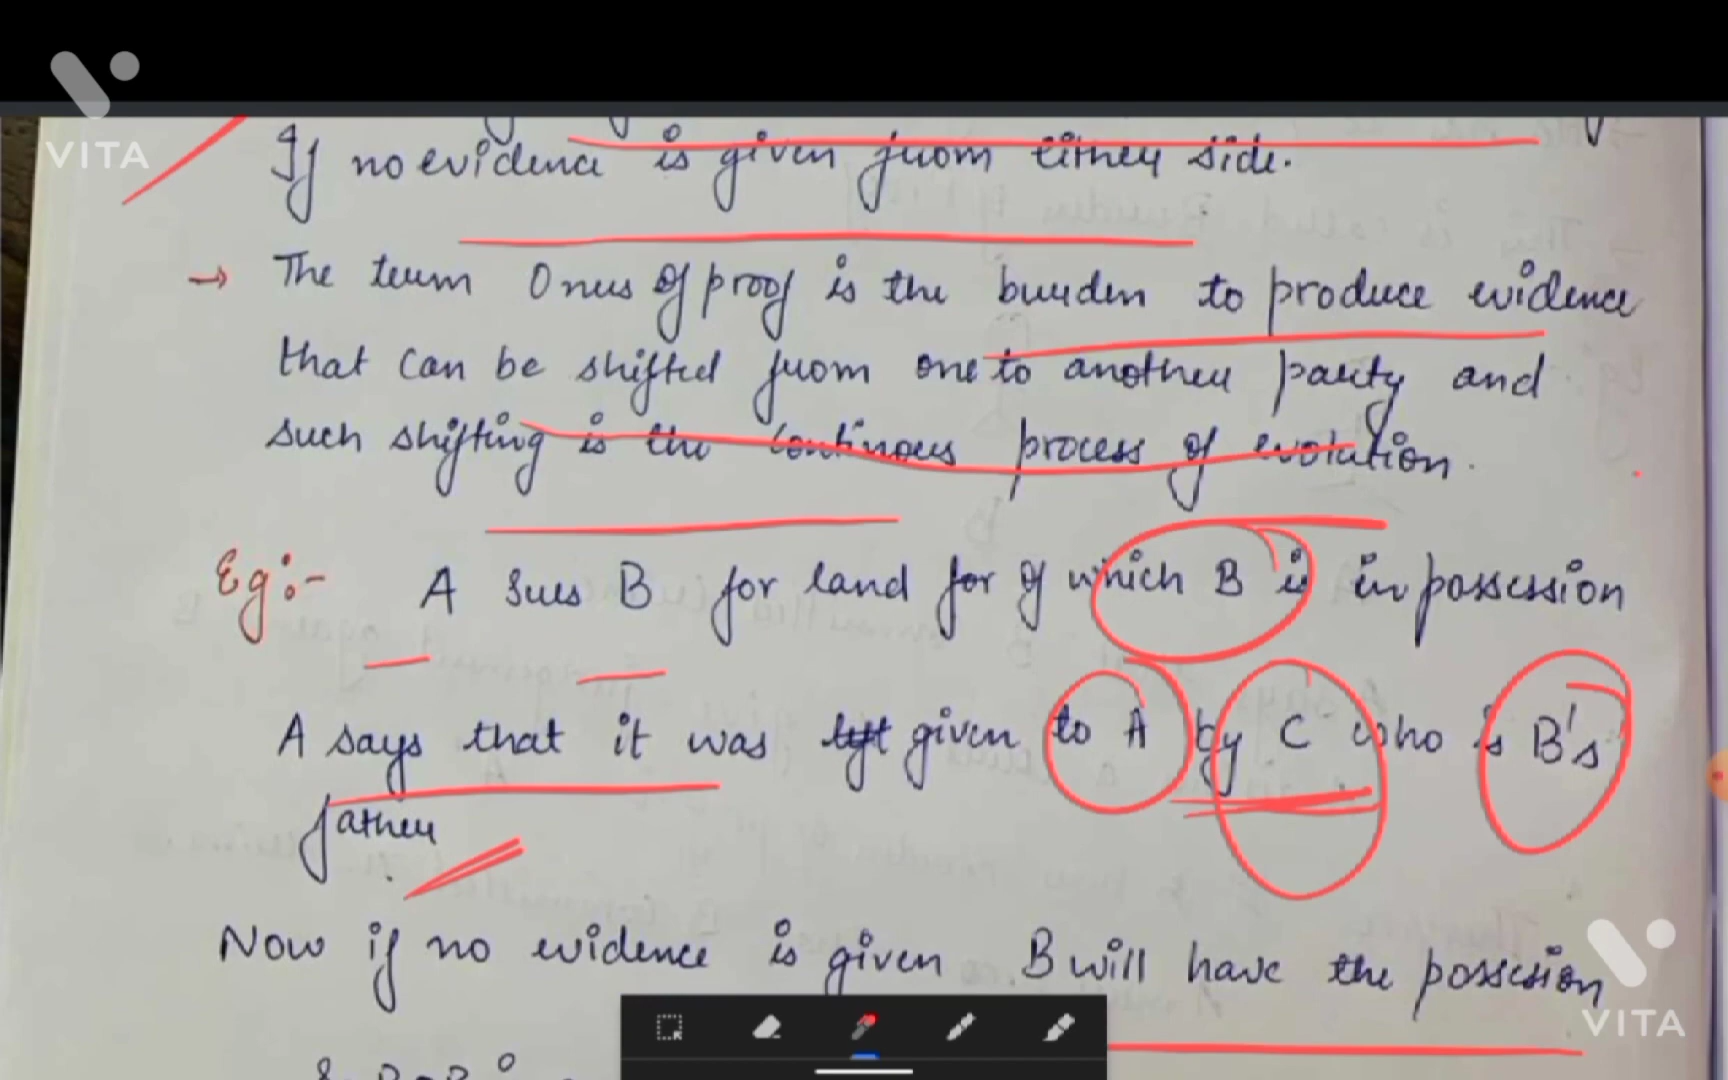 VITA
If no evidence is given from either side.
→ The term Onus of proof is the burden to produce evidence
that can be shifted from one to another party and
such shifting is the continous process of evolution.
Eg:- A sues B for land for of which B is in possession
A says that it was left given to A by C who is B's
father
Now if no evidence is given B will have the possession
VITA